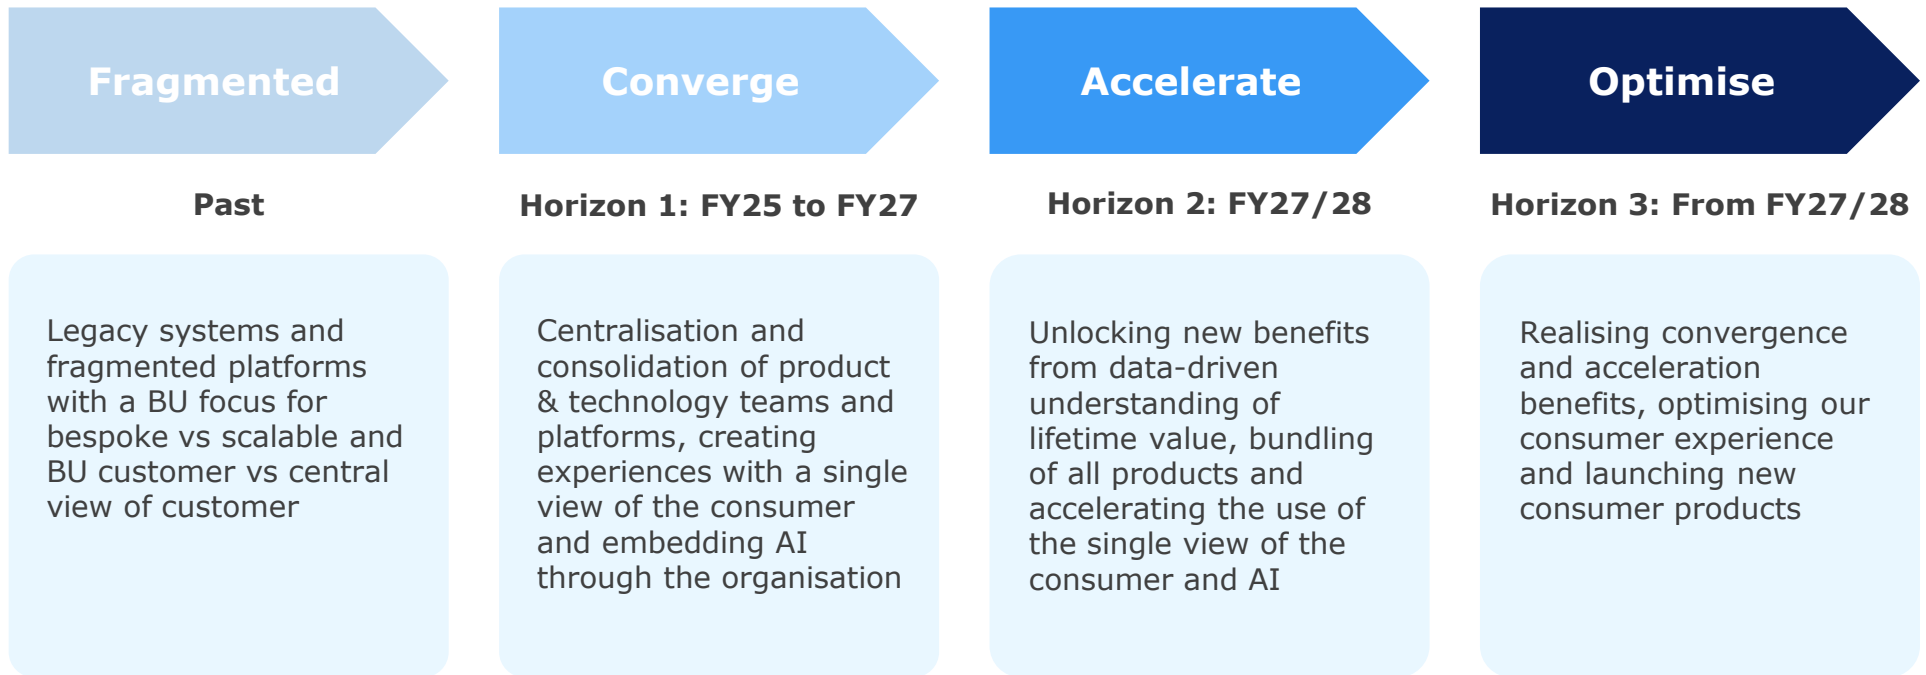 Fragmented
Converge
Accelerate
Optimise
Past
Horizon 1: FY25 to FY27
Horizon 2: FY27/28
Horizon 3: From FY27/28
Legacy systems and
fragmented platforms
with a BU focus for
bespoke vs scalable and
BU customer vs central
view of customer
Centralisation and
consolidation of product
& technology teams and
platforms, creating
experiences with a single
view of the consumer
and embedding AI
through the organisation
Unlocking new benefits
from data-driven
understanding of
lifetime value, bundling
of all products and
accelerating the use of
the single view of the
consumer and AI
Realising convergence
and acceleration
benefits, optimising our
consumer experience
and launching new
consumer products